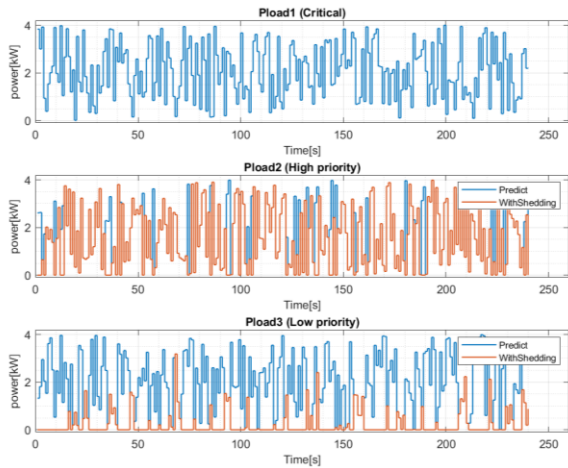 Pload1 (Critical)
power[kW]
4
2
0
0
50
100
150
200
250
Time[s]
Pload2 (High priority)
power[kW]
4
2
0
0
50
100
150
200
250
Predict
WithShedding
Time[s]
Pload3 (Low priority)
power[kW]
4
2
0
0
50
100
150
200
250
Predict
WithShedding
Time[s]